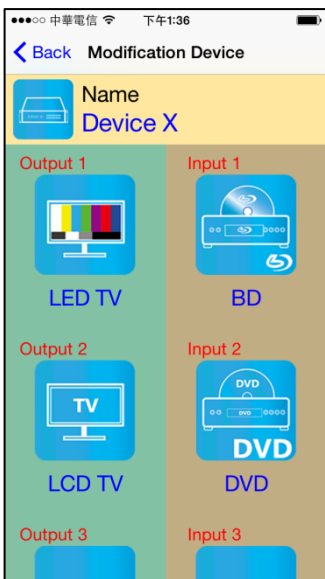 中華電信 下午1:36
Back Modification Device
Name
Device X
Output 1 Input 1
LED TV BD
Output 2 Input 2
TV DVD
DVD
DVD
LCD TV DVD
Output 3 Input 3